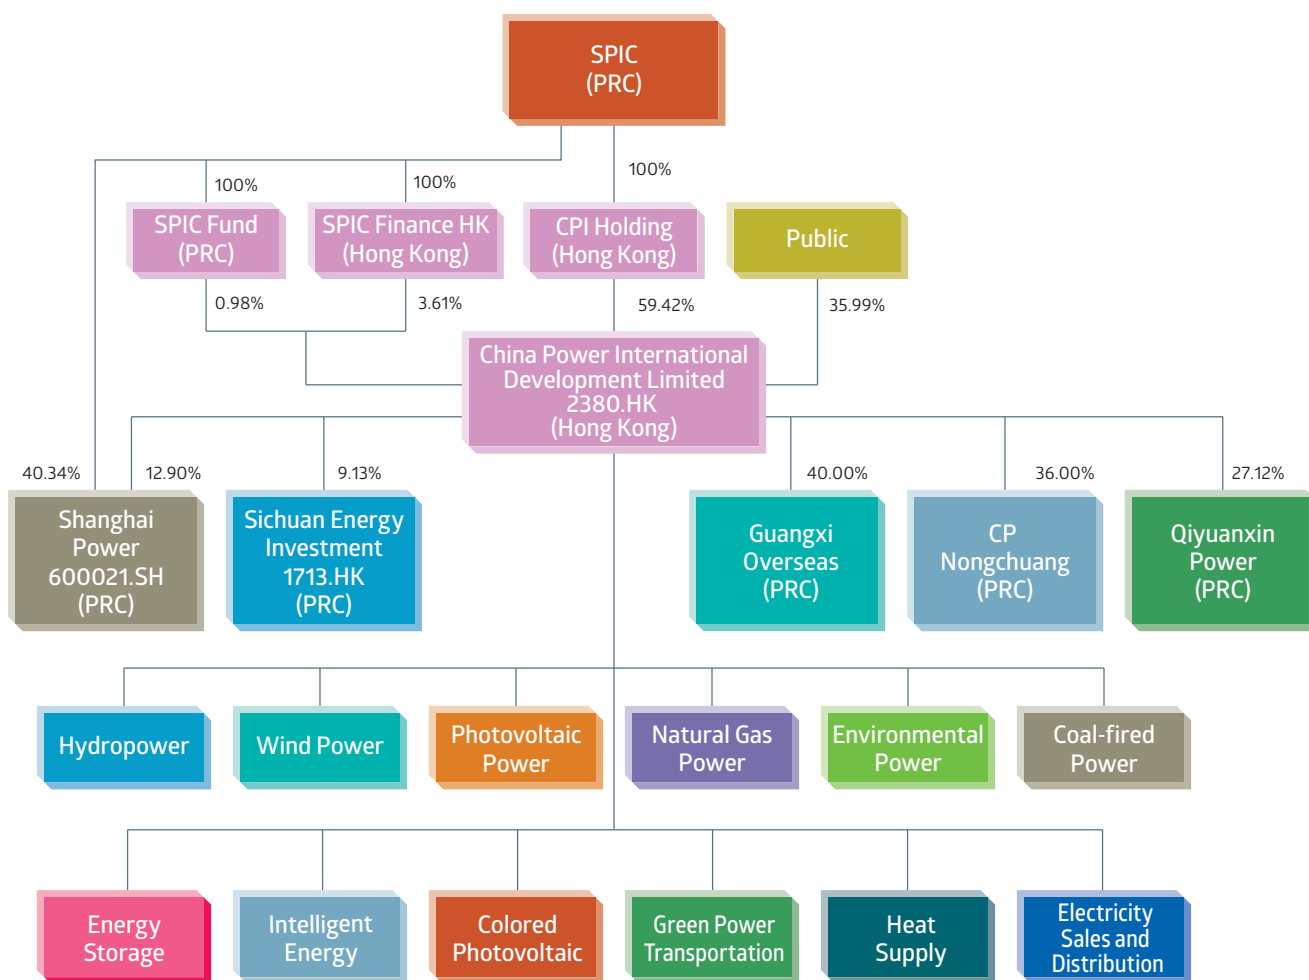 SPIC
(PRC)
100%
100%
100%
SPIC Fund
(PRC)
SPIC Finance HK
(Hong Kong)
CPI Holding
(Hong Kong)
Public
0.98%
3.61%
59.42%
35.99%
China Power International
Development Limited
2380.HK
(Hong Kong)
40.34%
12.90%
9.13%
40.00%
36.00%
27.12%
Shanghai
Power
600021.SH
(PRC)
Sichuan Energy
Investment
1713.HK
(PRC)
Guangxi
Overseas
(PRC)
CP
Nongchuang
(PRC)
Qiyuanxin
Power
(PRC)
Hydropower
Wind Power
Photovoltaic
Power
Natural Gas
Power
Environmental
Power
Coal-fired
Power
Energy
Storage
Intelligent
Energy
Colored
Photovoltaic
Green Power
Transportation
Heat
Supply
Electricity
Sales and
Distribution